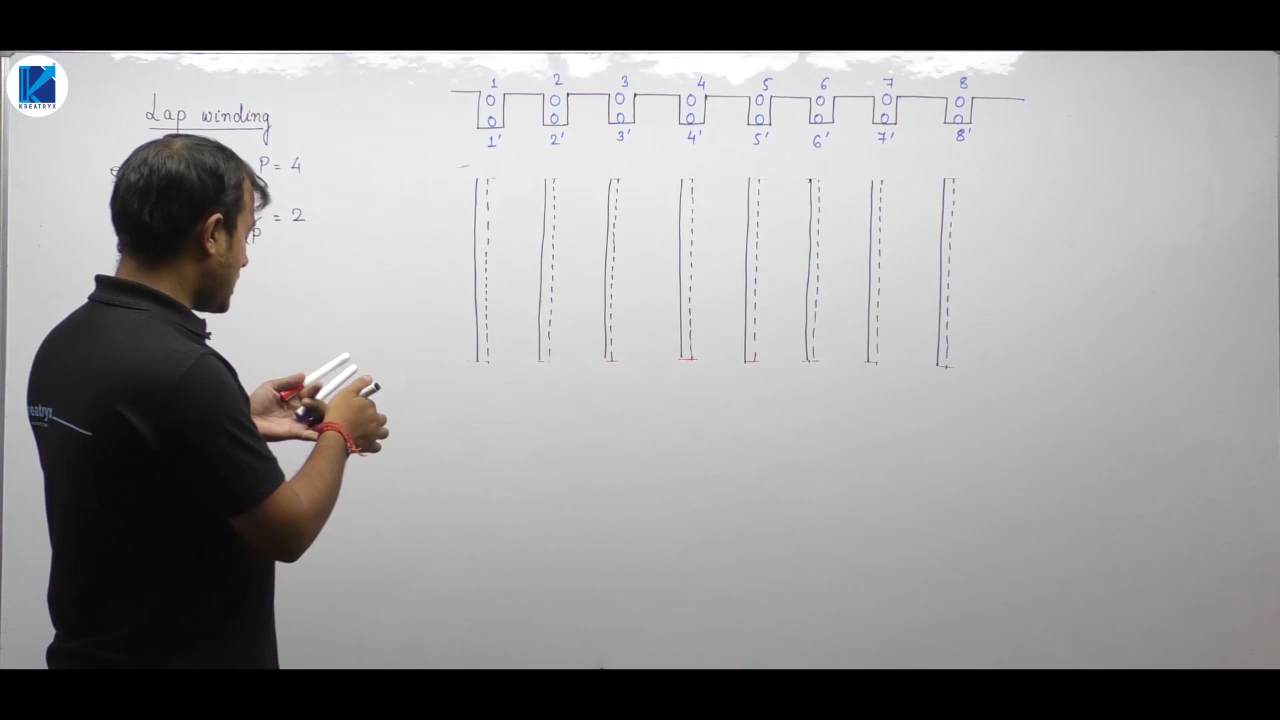 KREATRYX
Lap winding
P = 4
= 2
P
1 2 3 4 5 6 7 8
1' 2' 3' 4' 5' 6' 7' 8'
reatryx